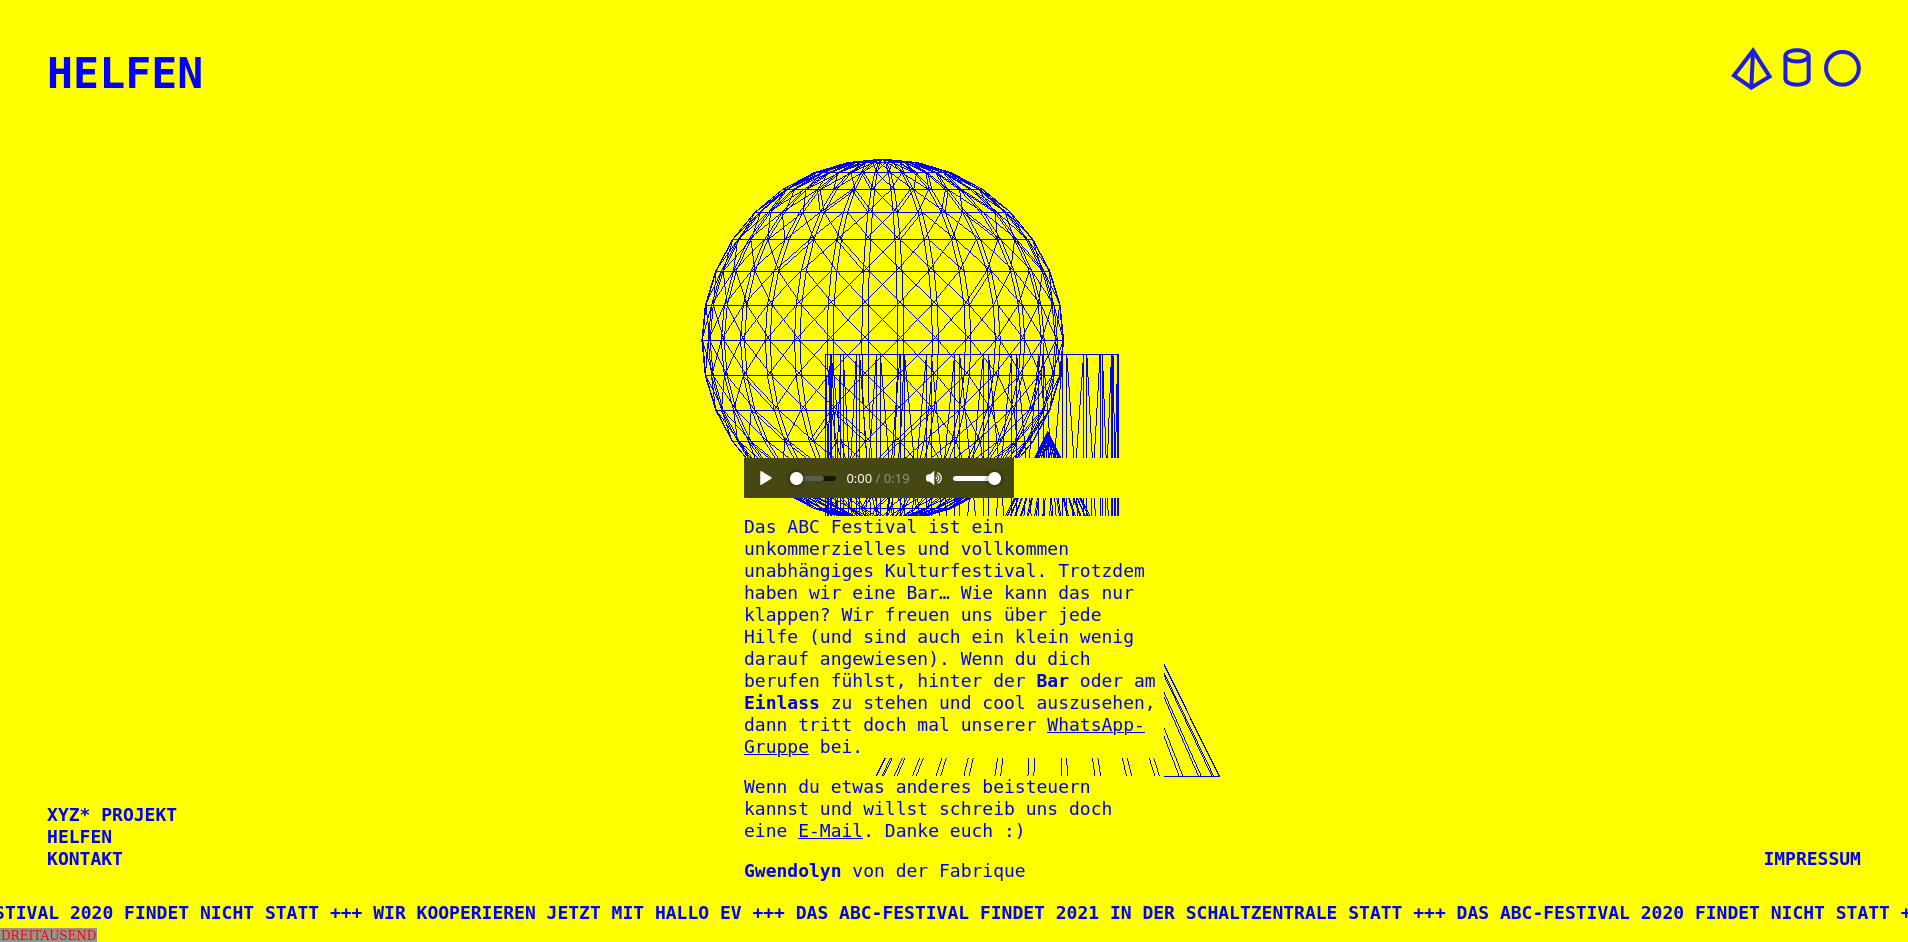 HELFEN
0:00 / 0:19
Das ABC Festival ist ein
unkommerzielles und vollkommen
unabhängiges Kulturfestival. Trotzdem
haben wir eine Bar… Wie kann das nur
klappen? Wir freuen uns über jede
Hilfe (und sind auch ein klein wenig
darauf angewiesen). Wenn du dich
berufen fühlst, hinter der Bar oder am
Einlass zu stehen und cool auszusehen,
dann tritt doch mal unserer WhatsApp-
Gruppe bei.
Wenn du etwas anderes beisteuern
kannst und willst schreib uns doch
eine E-Mail. Danke euch :)
Gwendolyn von der Fabrique
XYZ* PROJEKT
HELFEN
KONTAKT
IMPRESSUM
STIVAL 2020 FINDET NICHT STATT +++ WIR KOOPERIEREN JETZT MIT HALLO EV +++ DAS ABC-FESTIVAL FINDET 2021 IN DER SCHALTZENTRALE STATT +++ DAS ABC-FESTIVAL 2020 FINDET NICHT STATT +
DREITAUSEND